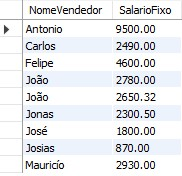 NomeVendedor SalarioFixo
Antonio 9500.00
Carlos 2490.00
Felipe 4600.00
João 2780.00
João 2650.32
Jonas 2300.50
José 1800.00
Josias 870.00
Maurício 2930.00